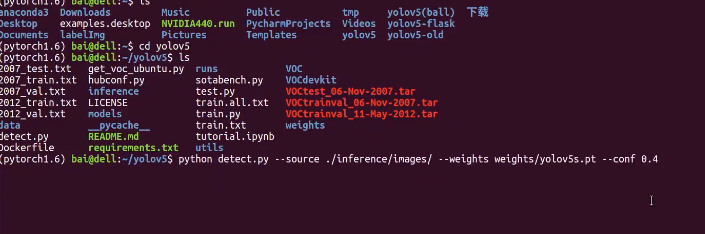 (pytorch1.6) bai@dell:~$ ls
anaconda3 Downloads Music Public tmp yolov5(ball) 下载
Desktop examples.desktop NVIDIA440.run PycharmProjects Videos yolov5-flask
Documents labelImg Pictures Templates yolov5 yolov5-old
(pytorch1.6) bai@dell:~$ cd yolov5
(pytorch1.6) bai@dell:~/yolov5$ ls
2007_test.txt get_voc_ubuntu.py runs VOC
2007_train.txt hubconf.py sotabench.py VOCdevkit
2007_val.txt inference test.py VOCtest_06-Nov-2007.tar
2012_train.txt LICENSE train.all.txt VOCtrainval_06-Nov-2007.tar
2012_val.txt models train.py VOCtrainval_11-May-2012.tar
data __pycache__ train.txt weights
detect.py README.md tutorial.ipynb
Dockerfile requirements.txt utils
(pytorch1.6) bai@dell:~/yolov5$ python detect.py --source ./inference/images/ --weights weights/yolov5s.pt --conf 0.4